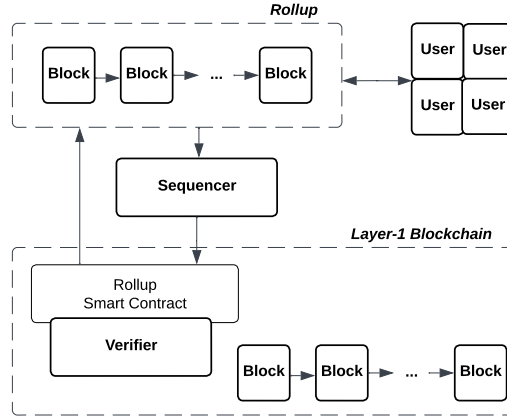 Rollup
Block Block ... Block
User User
User User
Sequencer
Layer-1 Blockchain
Rollup
Smart Contract
Verifier
Block Block ... Block